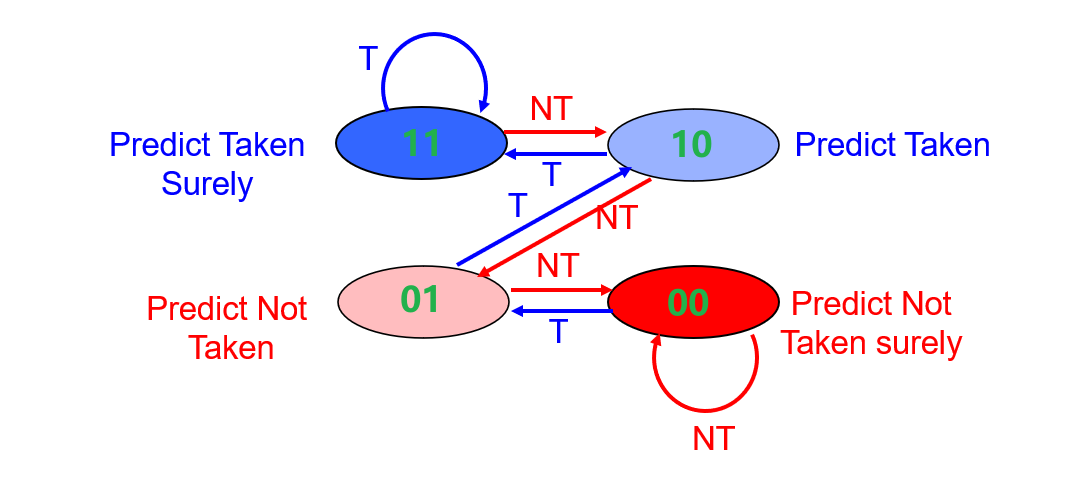 T
NT
11
10
Predict Taken
Surely
Predict Taken
T
T
NT
NT
01
00
Predict Not
Taken
Predict Not
Taken surely
T
NT